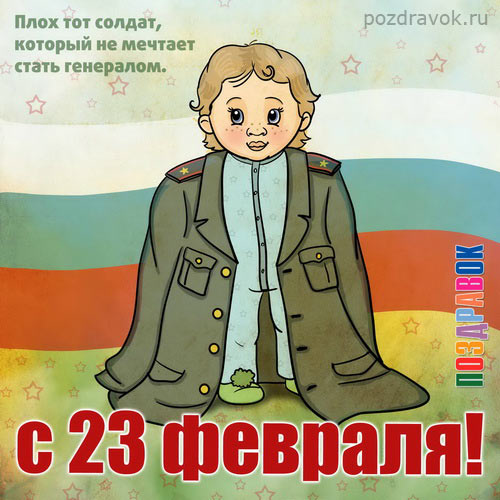 Плох тот солдат,
который не мечтает
стать генералом.
pozdravok.ru
ПОЗДРАВОК
с 23 февраля!